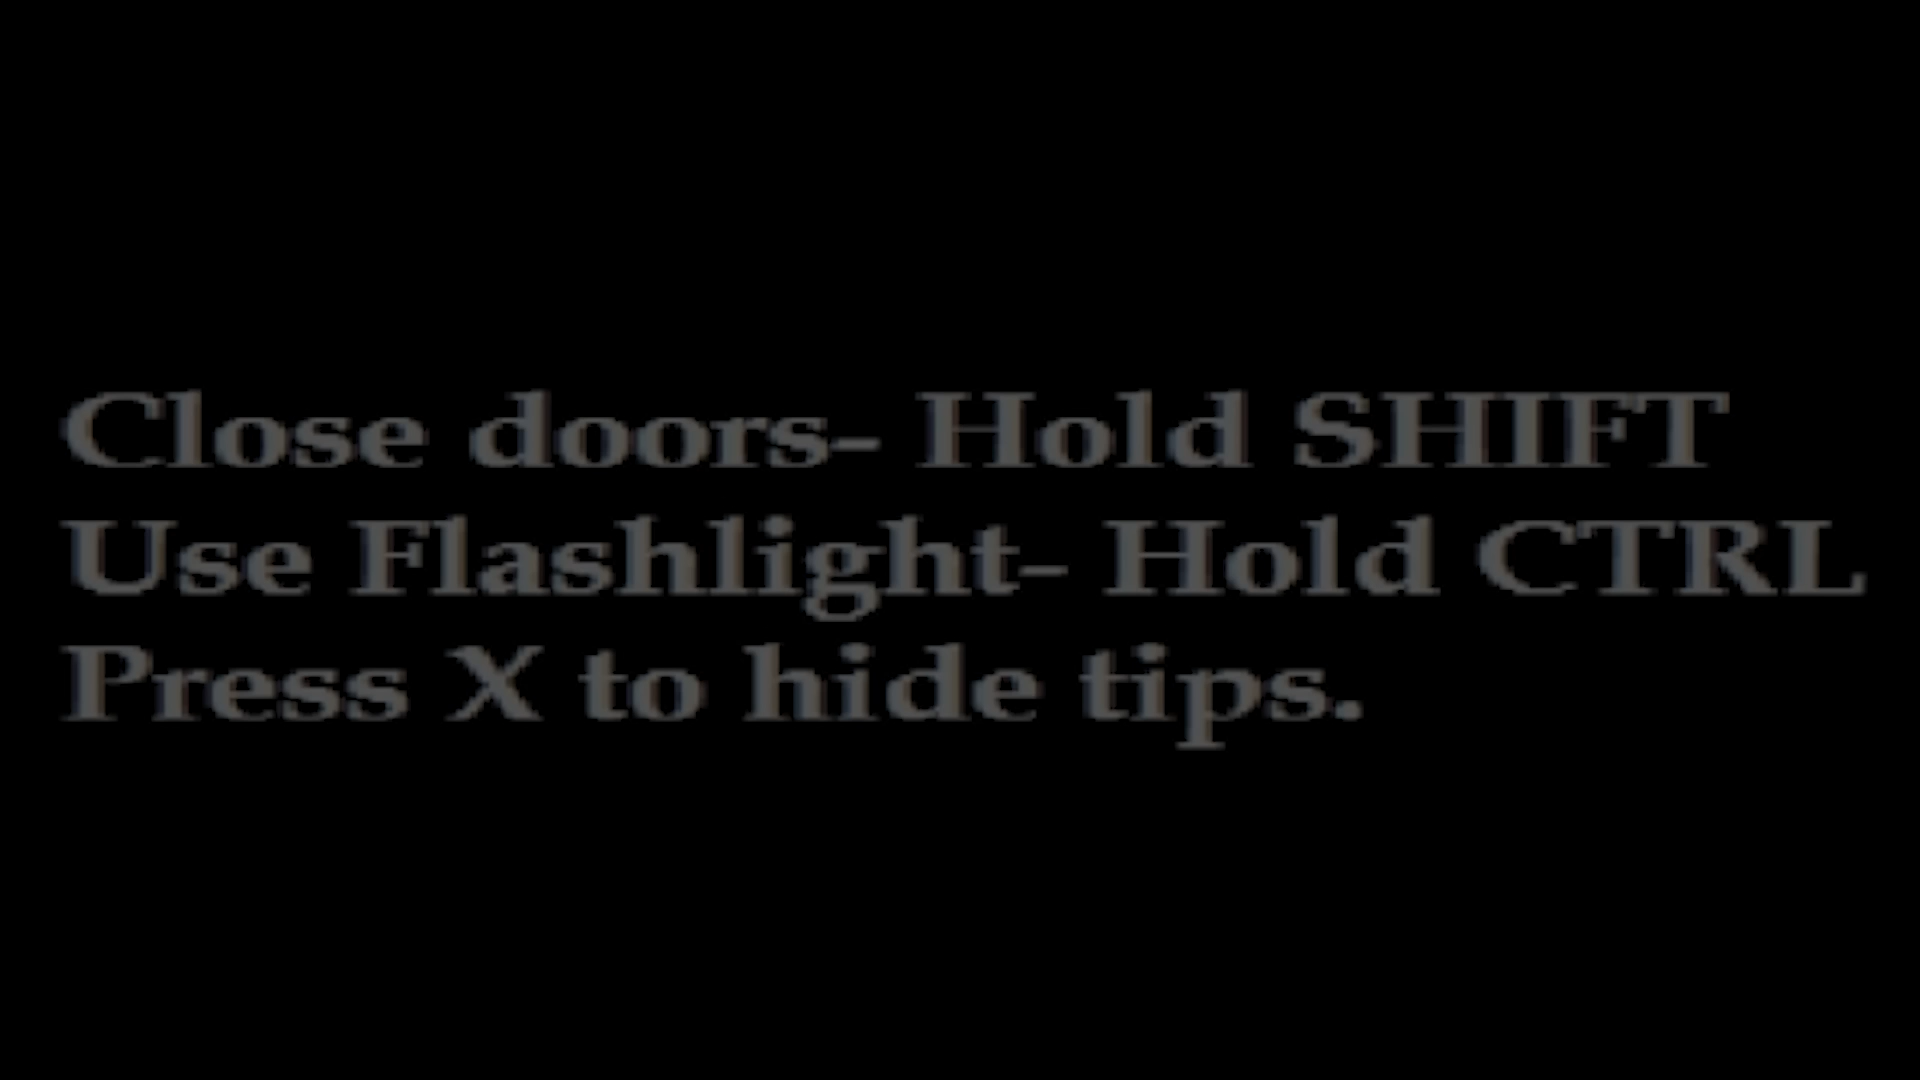 Close doors- Hold SHIFT
Use Flashlight- Hold CTRL
Press X to hide tips.